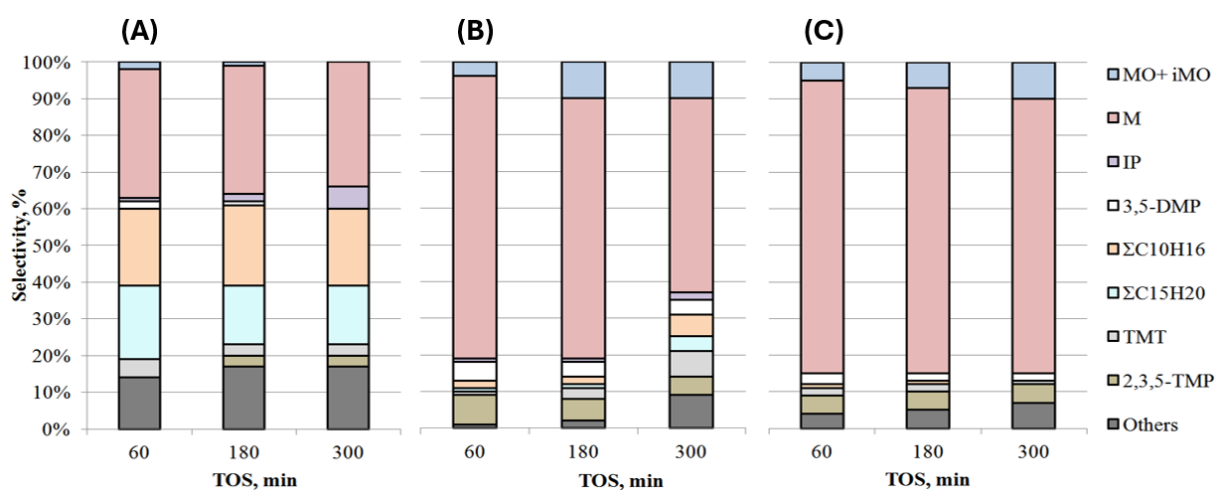 (A) (B) (C)
Selectivity, %
100%
90%
80%
70%
60%
50%
40%
30%
20%
10%
0%
60 180 300 60 180 300 60 180 300
TOS, min TOS, min TOS, min
MO+ iMO
M
IP
3,5-DMP
ΣC10H16
ΣC15H20
TMT
2,3,5-TMP
Others